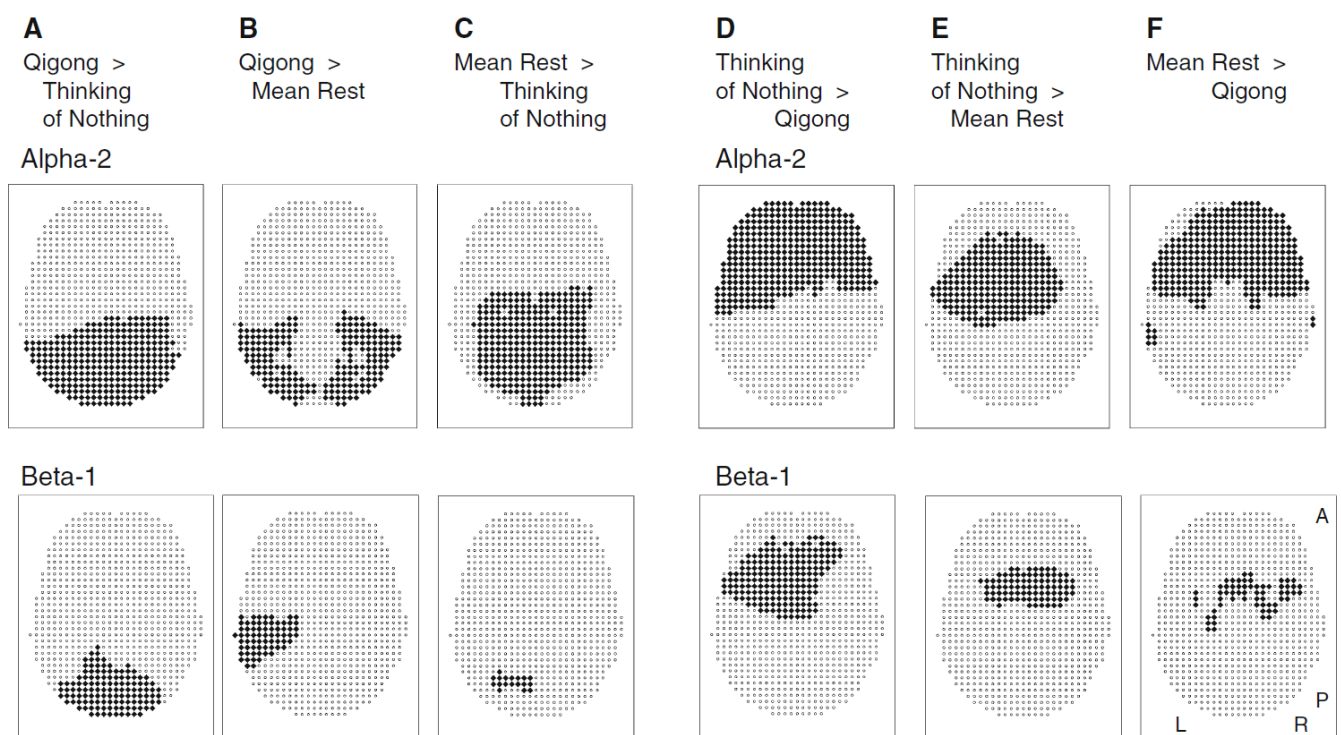 A
Qigong >
Thinking
of Nothing
B
Qigong >
Mean Rest
C
Mean Rest >
Thinking
of Nothing
D
Thinking
of Nothing >
Qigong
E
Thinking
of Nothing >
Mean Rest
F
Mean Rest >
Qigong
Alpha-2
Alpha-2
Beta-1
Beta-1
A
P
L R